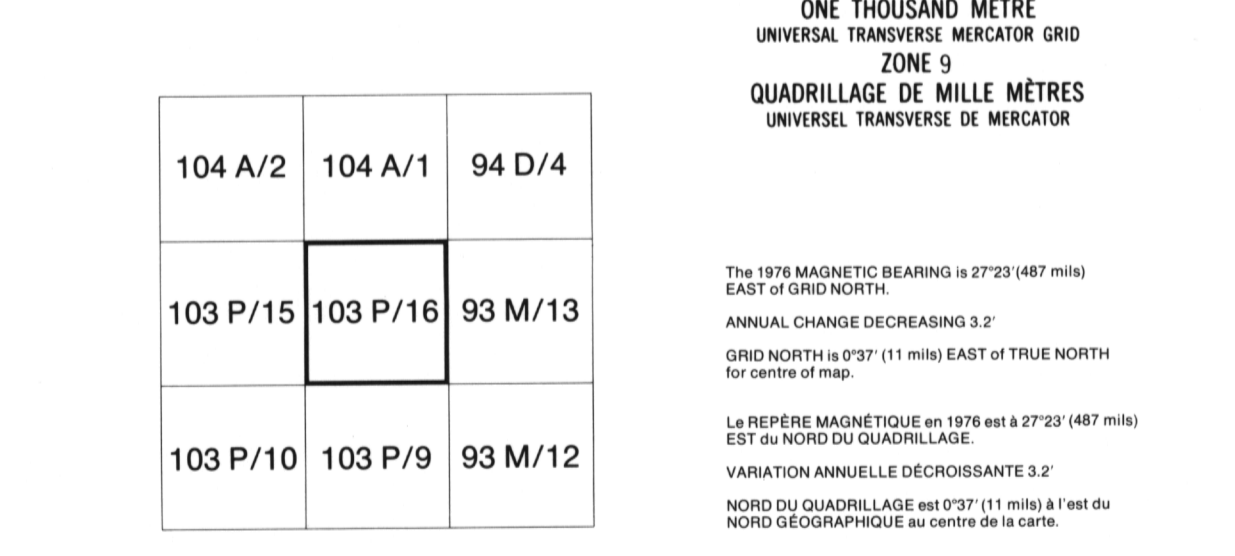 ONE THOUSAND METRE
UNIVERSAL TRANSVERSE MERCATOR GRID
ZONE 9
QUADRILLAGE DE MILLE MÈTRES
UNIVERSEL TRANSVERSE DE MERCATOR
104 A/2 104 A/1 94 D/4
103 P/15 103 P/16 93 M/13
103 P/10 103 P/9 93 M/12
The 1976 MAGNETIC BEARING is 27°23′(487 mils)
EAST of GRID NORTH.
ANNUAL CHANGE DECREASING 3.2′
GRID NORTH is 0°37′ (11 mils) EAST of TRUE NORTH
for centre of map.
Le REPÈRE MAGNÉTIQUE en 1976 est à 27°23′ (487 mils)
EST du NORD DU QUADRILLAGE.
VARIATION ANNUELLE DÉCROISSANTE 3.2′
NORD DU QUADRILLAGE est 0°37′ (11 mils) à l'est du
NORD GÉOGRAPHIQUE au centre de la carte.